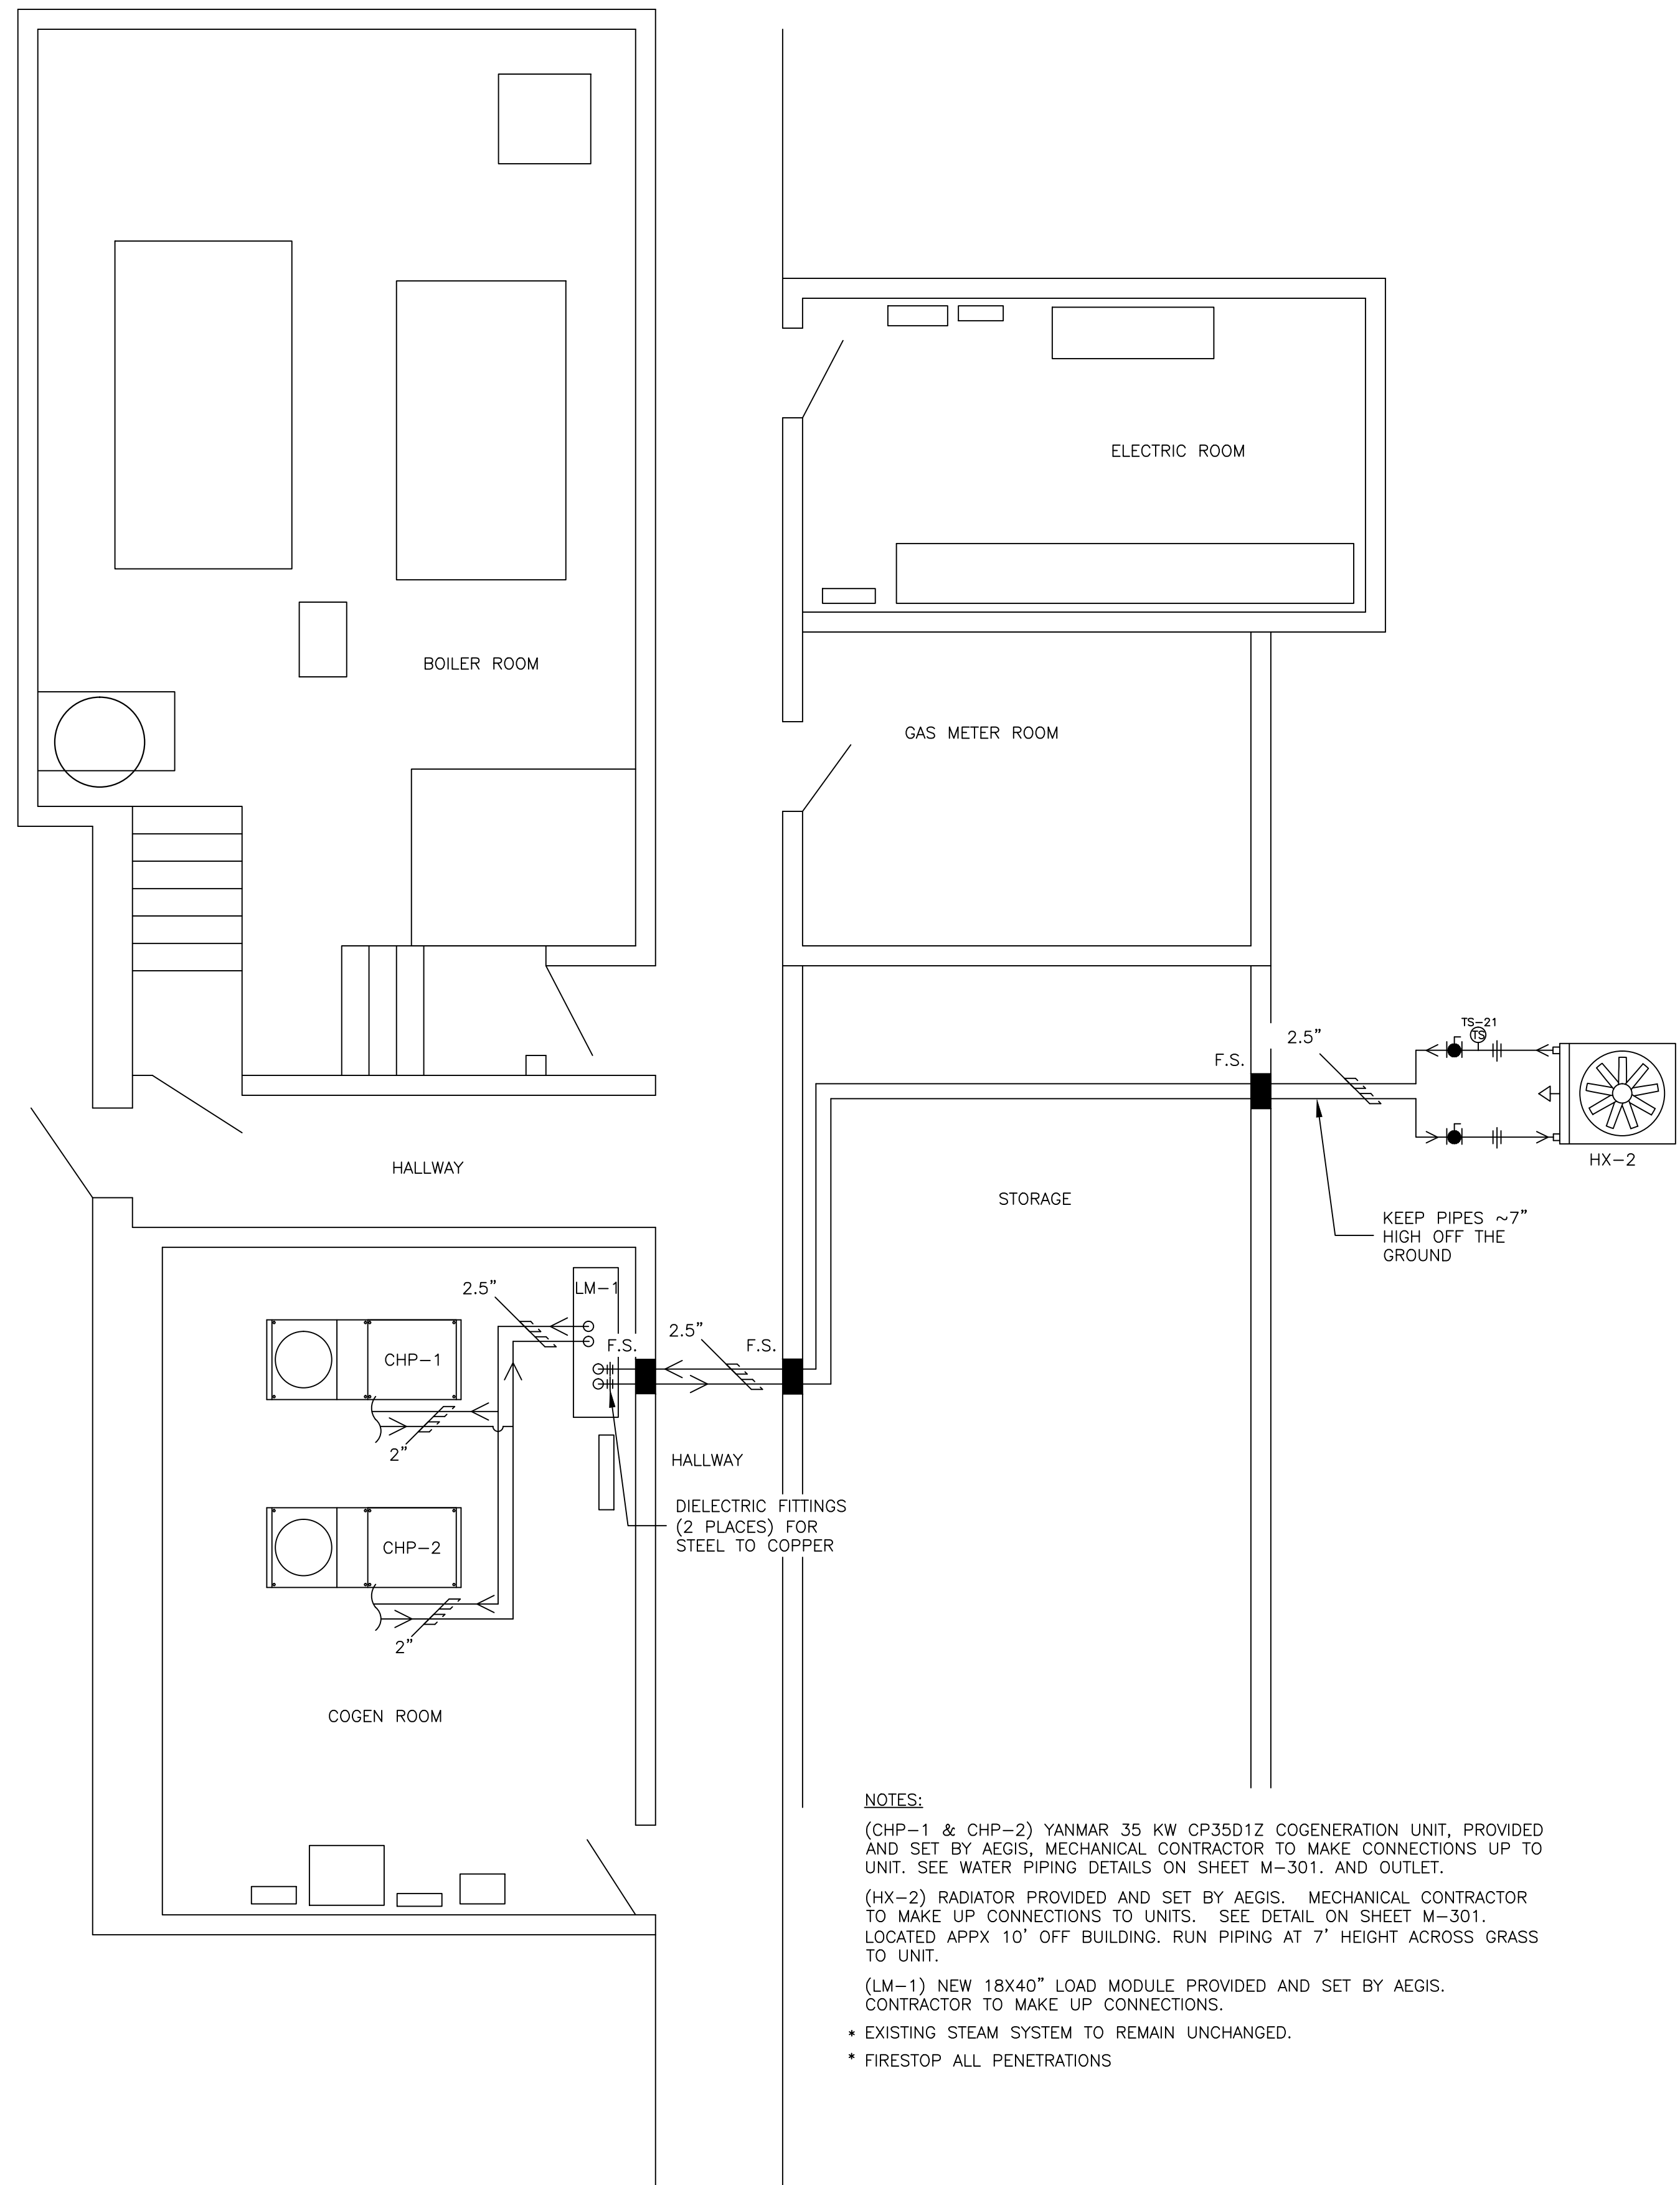 ELECTRIC ROOM
BOILER ROOM
GAS METER ROOM
TS-21
TS
2.5”
F.S.
HX-2
HALLWAY
STORAGE
KEEP PIPES ~7”
HIGH OFF THE
GROUND
2.5”
LM-1
F.S.
2.5”
F.S.
CHP-1
2”
HALLWAY
DIELECTRIC FITTINGS
(2 PLACES) FOR
STEEL TO COPPER
CHP-2
2”
COGEN ROOM
NOTES:
(CHP-1 & CHP-2) YANMAR 35 KW CP35D1Z COGENERATION UNIT, PROVIDED
AND SET BY AEGIS, MECHANICAL CONTRACTOR TO MAKE CONNECTIONS UP TO
UNIT. SEE WATER PIPING DETAILS ON SHEET M-301. AND OUTLET.
(HX-2) RADIATOR PROVIDED AND SET BY AEGIS. MECHANICAL CONTRACTOR
TO MAKE UP CONNECTIONS TO UNITS. SEE DETAIL ON SHEET M-301.
LOCATED APPX 10’ OFF BUILDING. RUN PIPING AT 7’ HEIGHT ACROSS GRASS
TO UNIT.
(LM-1) NEW 18X40” LOAD MODULE PROVIDED AND SET BY AEGIS.
CONTRACTOR TO MAKE UP CONNECTIONS.
* EXISTING STEAM SYSTEM TO REMAIN UNCHANGED.
* FIRESTOP ALL PENETRATIONS